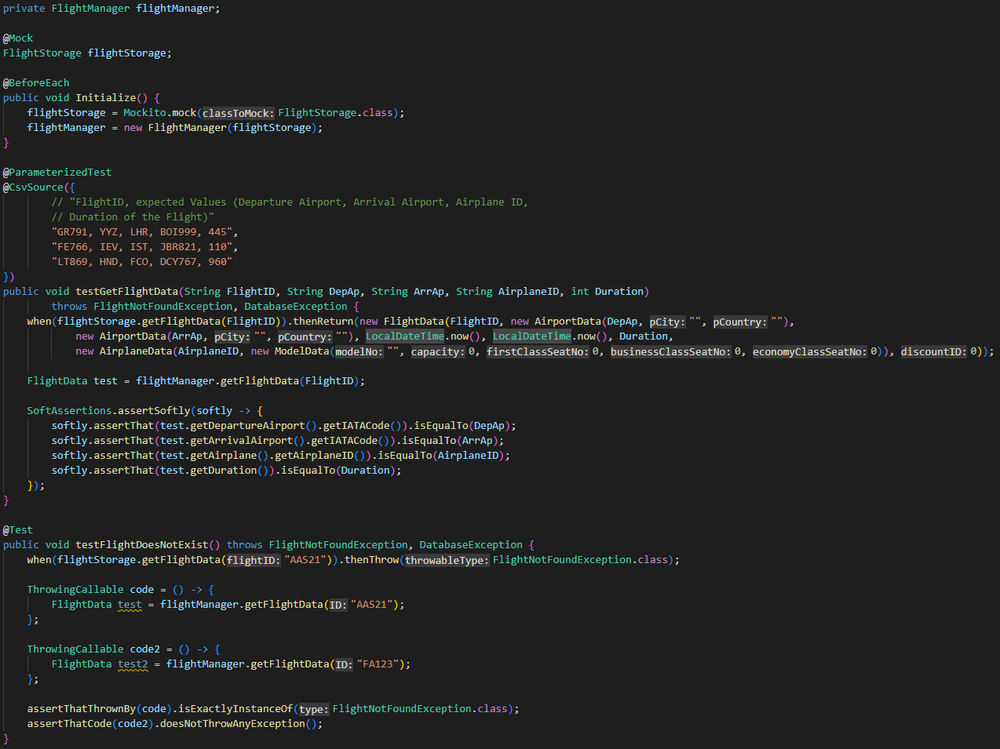 private FlightManager flightManager;
@Mock
FlightStorage flightStorage;
@BeforeEach
public void Initialize() {
flightStorage = Mockito.mock(classToMock: FlightStorage.class);
flightManager = new FlightManager(flightStorage);
}
@ParameterizedTest
@CsvSource({
// "FlightID, expected Values (Departure Airport, Arrival Airport, Airplane ID,
// Duration of the Flight)"
"GR791, YYZ, LHR, BOI999, 445",
"FE766, IEV, IST, JBR821, 110",
"LT869, HND, FCO, DCY767, 960"
})
public void testGetFlightData(String FlightID, String DepAp, String ArrAp, String AirplaneID, int Duration)
throws FlightNotFoundException, DatabaseException {
when(flightStorage.getFlightData(FlightID)).thenReturn(new FlightData(FlightID, new AirportData(DepAp, pCity: "", pCountry: ""),
new AirportData(ArrAp, pCity: "", pCountry: ""), LocalDateTime.now(), LocalDateTime.now(), Duration,
new AirplaneData(AirplaneID, new ModelData(modelNo: "", capacity: 0, firstClassSeatNo: 0, businessClassSeatNo: 0, economyClassSeatNo: 0)), discountID: 0));
FlightData test = flightManager.getFlightData(FlightID);
SoftAssertions.assertSoftly(softly -> {
softly.assertThat(test.getDepartureAirport().getIATACode()).isEqualTo(DepAp);
softly.assertThat(test.getArrivalAirport().getIATACode()).isEqualTo(ArrAp);
softly.assertThat(test.getAirplane().getAirplaneID()).isEqualTo(AirplaneID);
softly.assertThat(test.getDuration()).isEqualTo(Duration);
});
}
@Test
public void testFlightDoesNotExist() throws FlightNotFoundException, DatabaseException {
when(flightStorage.getFlightData(flightID: "AAS21")).thenThrow(throwableType: FlightNotFoundException.class);
ThrowingCallable code = () -> {
FlightData test = flightManager.getFlightData(ID: "AAS21");
};
ThrowingCallable code2 = () -> {
FlightData test2 = flightManager.getFlightData(ID: "FA123");
};
assertThatThrownBy(code).isExactlyInstanceOf(type: FlightNotFoundException.class);
assertThatCode(code2).doesNotThrowAnyException();
}